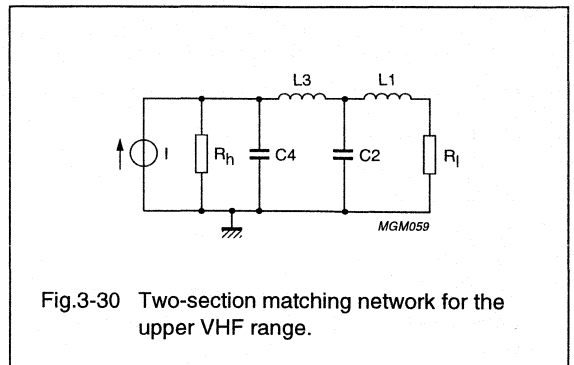 L3
L1
I
Rh
C4
C2
Rl
MGM059
Fig.3-30 Two-section matching network for the
upper VHF range.